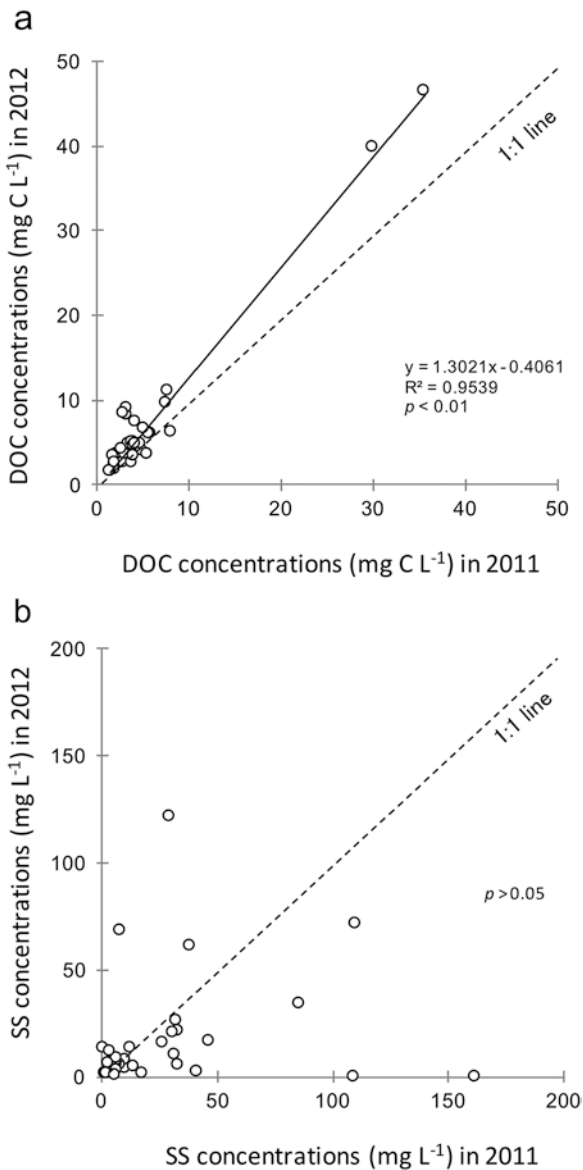 a
DOC concentrations (mg C L⁻¹) in 2012
50
40
30
20
10
0
1:1 line
y = 1.3021x - 0.4061
R² = 0.9539
p < 0.01
0 10 20 30 40 50
DOC concentrations (mg C L⁻¹) in 2011
b
SS concentrations (mg L⁻¹) in 2012
200
150
100
50
0
1:1 line
p >0.05
0 50 100 150 200
SS concentrations (mg L⁻¹) in 2011